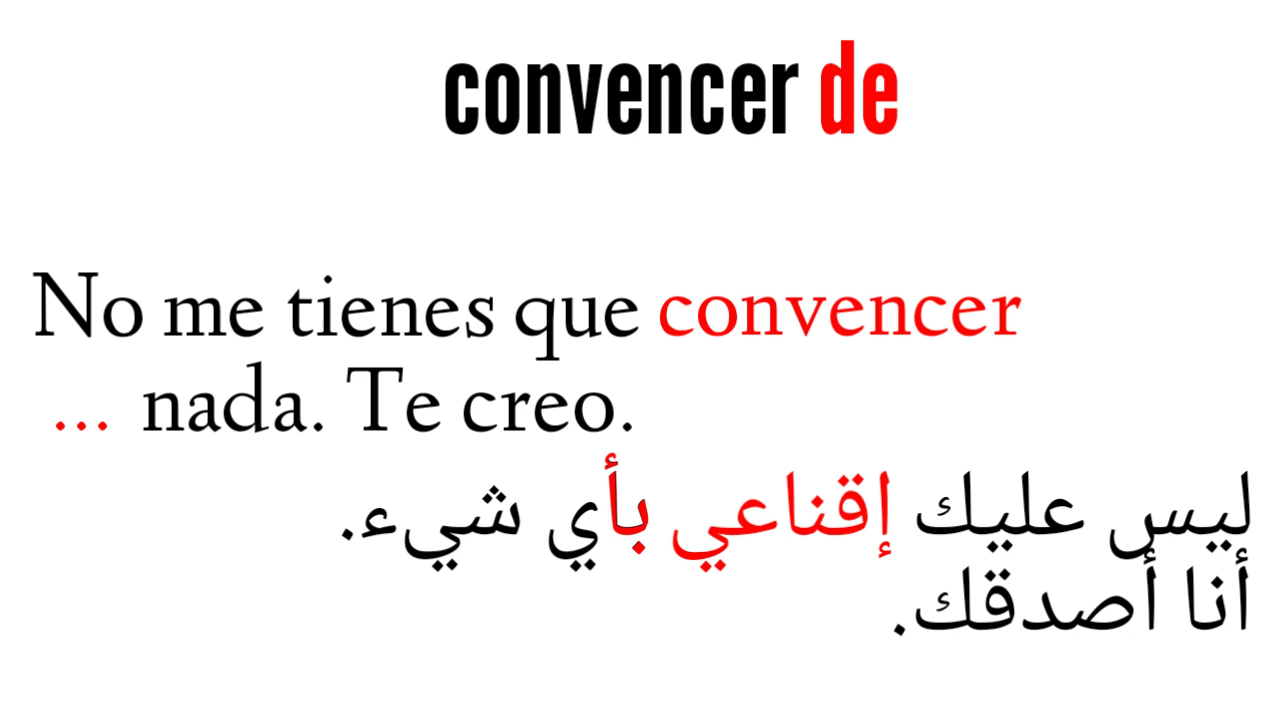 convencer de
No me tienes que convencer
... nada. Te creo.
ليس عليك إقناعي بأي شيء.
أنا أصدقك.